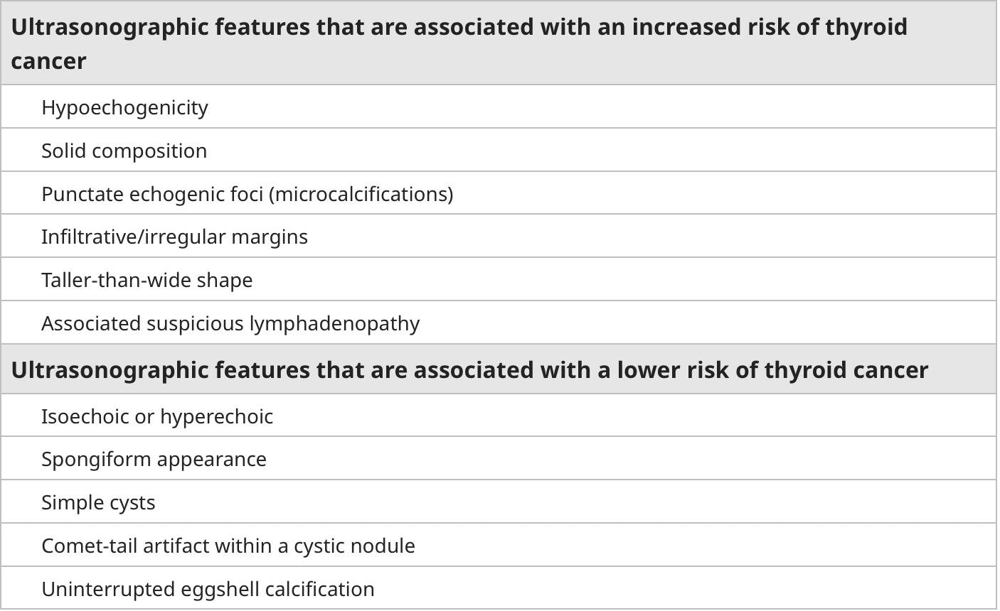 Ultrasonographic features that are associated with an increased risk of thyroid
cancer
Hypoechogenicity
Solid composition
Punctate echogenic foci (microcalcifications)
Infiltrative/irregular margins
Taller-than-wide shape
Associated suspicious lymphadenopathy
Ultrasonographic features that are associated with a lower risk of thyroid cancer
Isoechoic or hyperechoic
Spongiform appearance
Simple cysts
Comet-tail artifact within a cystic nodule
Uninterrupted eggshell calcification